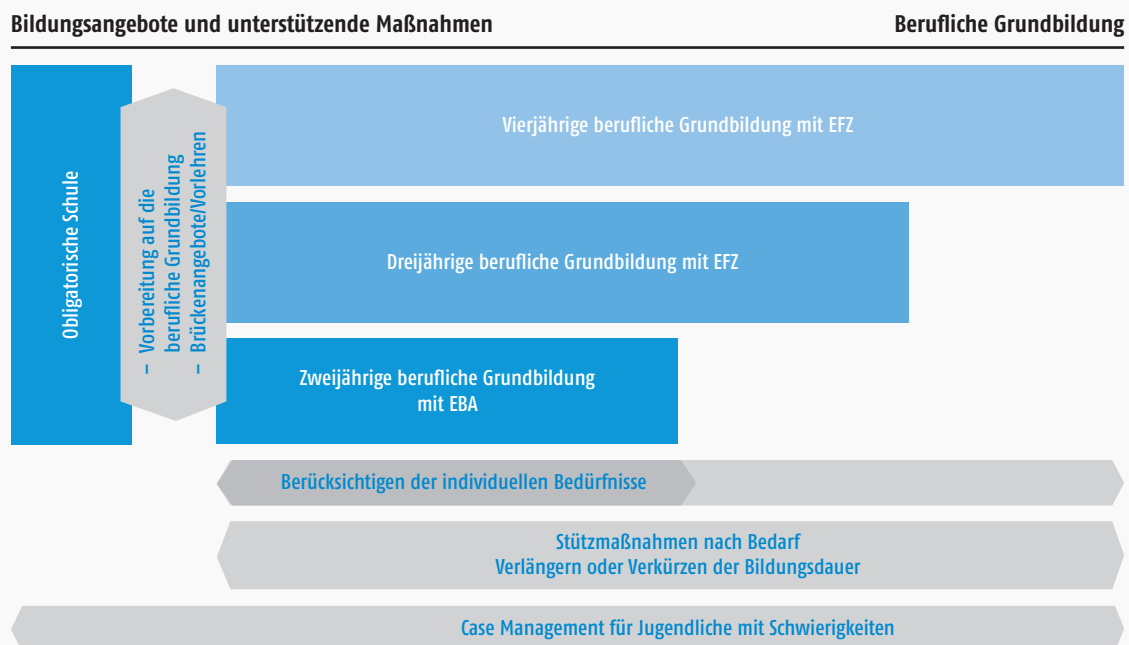 Bildungsangebote und unterstützende Maßnahmen
Berufliche Grundbildung
Obligatorische Schule
– Vorbereitung auf die
berufliche Grundbildung
– Brückenangebote/Vorlehren
Vierjährige berufliche Grundbildung mit EFZ
Dreijährige berufliche Grundbildung mit EFZ
Zweijährige berufliche Grundbildung
mit EBA
Berücksichtigen der individuellen Bedürfnisse
Stützmaßnahmen nach Bedarf
Verlängern oder Verkürzen der Bildungsdauer
Case Management für Jugendliche mit Schwierigkeiten